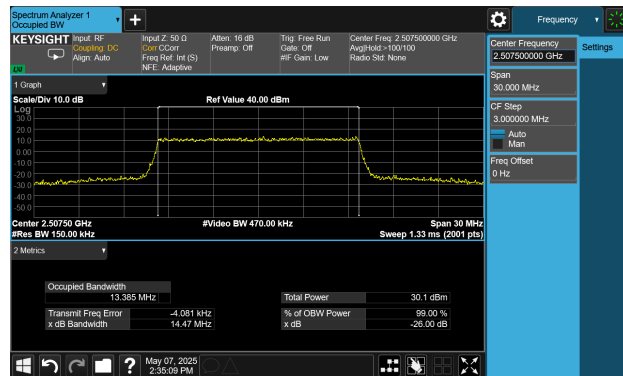 Spectrum Analyzer 1
Occupied BW
Frequency
KEYSIGHT
Input: RF
Coupling: DC
Align: Auto
Input Z: 50 Ω
Corr CCorr
Freq Ref: Int (S)
NFE: Adaptive
Atten: 16 dB
Preamp: Off
Trig: Free Run
Gate: Off
#IF Gain: Low
Center Freq: 2.507500000 GHz
Avg|Hold:>100/100
Radio Std: None
LXI
Center Frequency
2.507500000 GHz
Settings
Span
30.000 MHz
CF Step
3.000000 MHz
Auto
Man
Freq Offset
0 Hz
1 Graph
Scale/Div 10.0 dB
Ref Value 40.00 dBm
Log
30.0
20.0
10.0
0.00
-10.0
-20.0
-30.0
-40.0
-50.0
Center 2.50750 GHz
#Video BW 470.00 kHz
Span 30 MHz
#Res BW 150.00 kHz
Sweep 1.33 ms (2001 pts)
2 Metrics
Occupied Bandwidth
13.385 MHz
Total Power
30.1 dBm
Transmit Freq Error
-4.081 kHz
% of OBW Power
99.00 %
x dB Bandwidth
14.47 MHz
x dB
-26.00 dB
?
May 07, 2025
2:35:09 PM